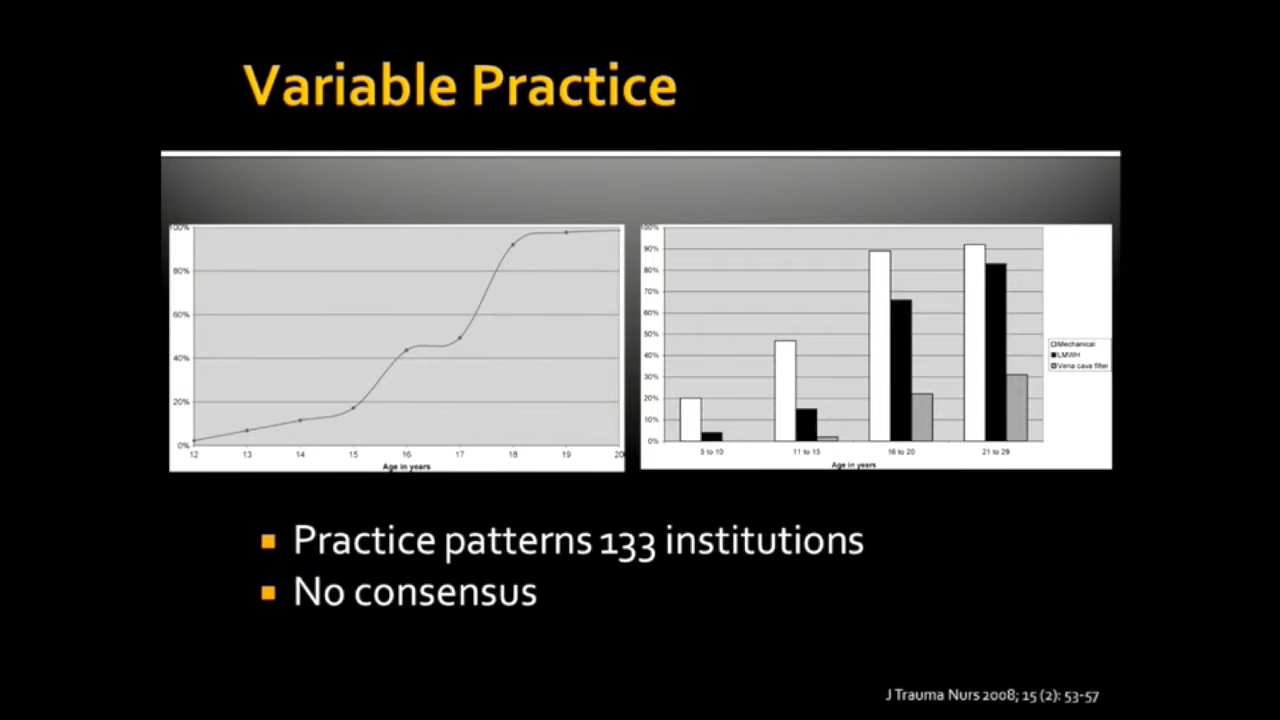 Variable Practice
100%
80%
60%
40%
20%
0%
12 13 14 15 16 17 18 19 20
Age in years
100%
90%
80%
70%
60%
50%
40%
30%
20%
10%
0%
5 to 10 11 to 15 16 to 20 21 to 29
Age in years
Mechanical
LMWH
Vena cava filter
Practice patterns 133 institutions
No consensus
J Trauma Nurs 2008; 15 (2): 53-57